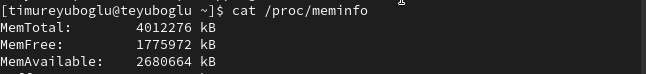 [timureyuboglu@teyuboglu ~]$ cat /proc/meminfo
MemTotal:        4012276 kB
MemFree:         1775972 kB
MemAvailable:    2680664 kB